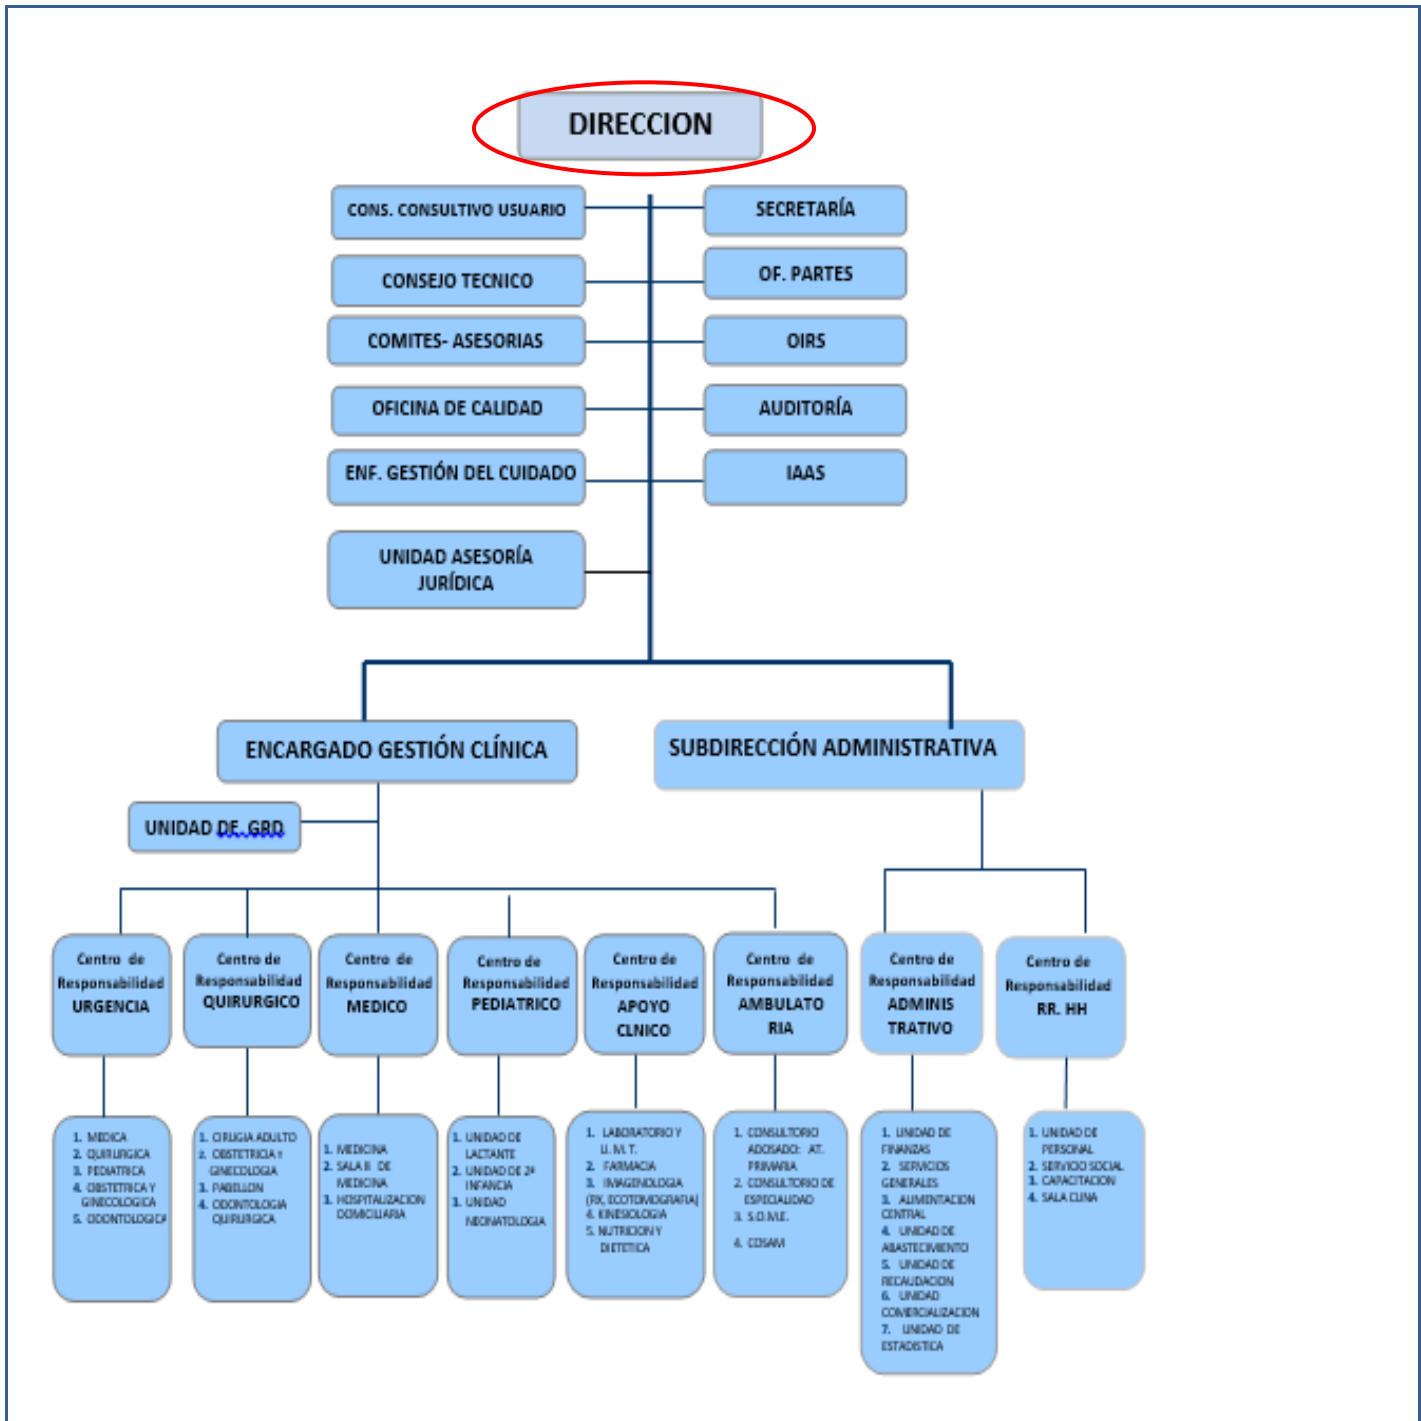 DIRECCION
CONS. CONSULTIVO USUARIO
SECRETARÍA
CONSEJO TECNICO
OF. PARTES
COMITES- ASESORIAS
OIRS
OFICINA DE CALIDAD
AUDITORÍA
ENF. GESTIÓN DEL CUIDADO
IAAS
UNIDAD ASESORÍA
JURÍDICA
ENCARGADO GESTIÓN CLÍNICA
SUBDIRECCIÓN ADMINISTRATIVA
UNIDAD DE GRD
Centro de
Responsabilidad
URGENCIA
Centro de
Responsabilidad
QUIRURGICO
Centro de
Responsabilidad
MEDICO
Centro de
Responsabilidad
PEDIATRICO
Centro de
Responsabilidad
APOYO
CLNICO
Centro de
Responsabilidad
AMBULATO
RIA
Centro de
Responsabilidad
ADMINIS
TRATIVO
Centro de
Responsabilidad
RR. HH
1. MEDICA
2. QUIRURGICA
3. PEDIATRICA
4. OBSTETRICA Y
GINECOLOGICA
5. ODONTOLOGICA
1. CIRUGIA ADULTO
2. OBSTETRICIA Y
GINECOLOGIA
3. PABELLON
4. ODONTOLOGIA
QUIRURGICA
1. MEDICINA
2. SALA B DE
MEDICINA
3. HOSPITALIZACION
DOMICILIARIA
1. UNIDAD DE
LACTANTE
2. UNIDAD DE 2ª
INFANCIA
3. UNIDAD
NEONATOLOGIA
1. LABORATORIO Y
U. M. T.
2. FARMACIA
3. IMAGENOLOGIA
(RX, ECOTOMOGRAFIA)
4. KINESIOLOGIA
5. NUTRICION Y
DIETETICA
1. CONSULTORIO
ADOSADO: AT.
PRIMARIA
2. CONSULTORIO DE
ESPECIALIDAD
3. S.O.M.E.
4. COSAM
1. UNIDAD DE
FINANZAS
2. SERVICIOS
GENERALES
3. ALIMENTACION
CENTRAL
4. UNIDAD DE
ABASTECIMIENTO
5. UNIDAD DE
RECAUDACION
6. UNIDAD
COMERCIALIZACION
7. UNIDAD DE
ESTADISTICA
1. UNIDAD DE
PERSONAL
2. SERVICIO SOCIAL
3. CAPACITACION
4. SALA CUNA